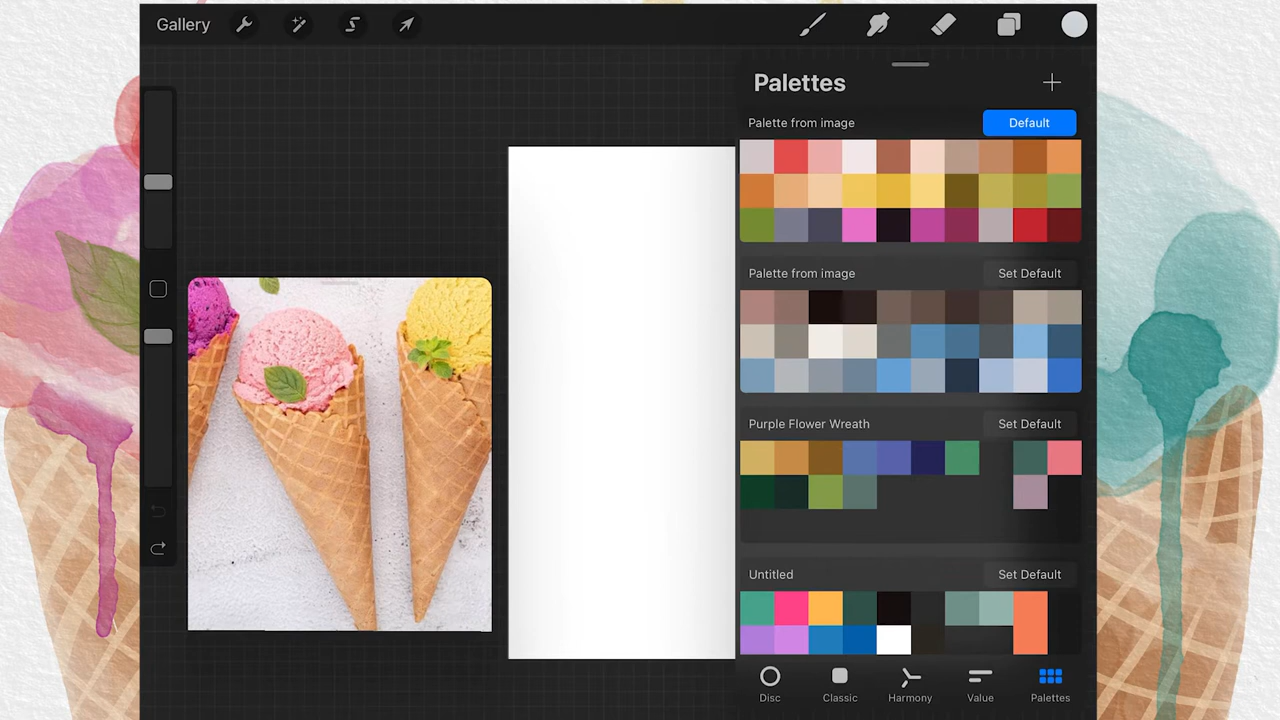 Gallery
Palettes
Palette from image
Default
Palette from image
Set Default
Purple Flower Wreath
Set Default
Untitled
Set Default
Disc
Classic
Harmony
Value
Palettes